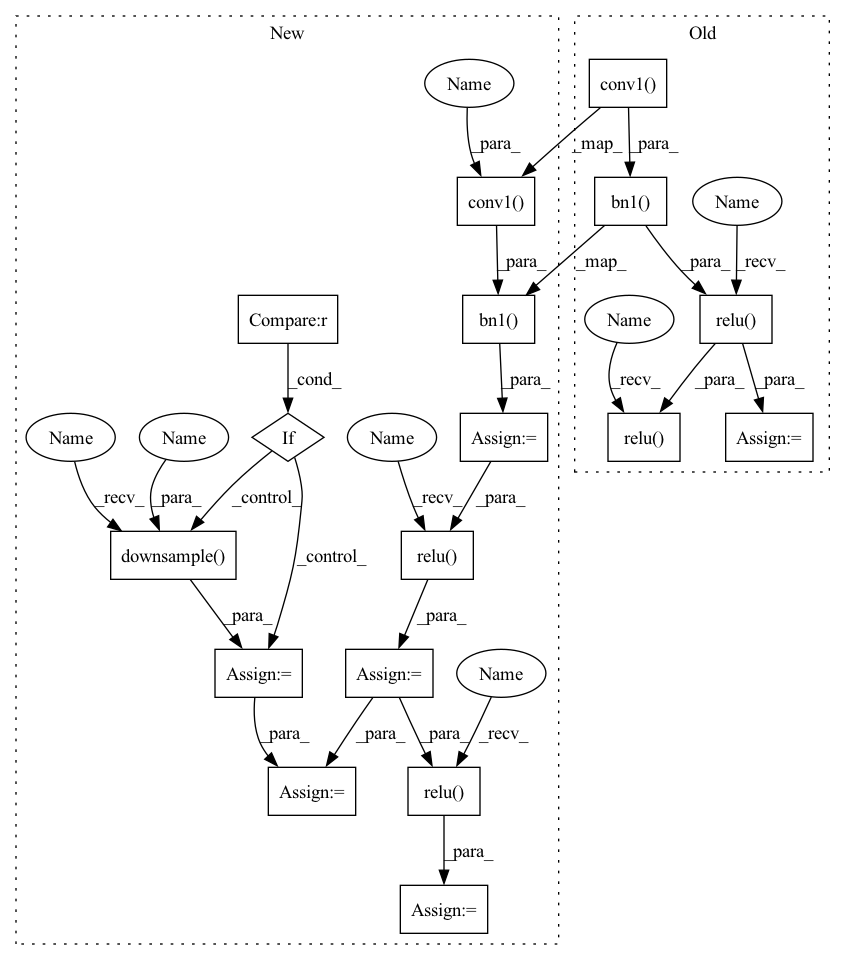 New
Old
Name
conv1()
_para_
_map_
_para_
conv1()
bn1()
Name
_para_
_map_
_para_
_recv_
Compare:r
bn1()
Name
relu()
_cond_
_para_
_recv_
_para_
_para_
Name
Name
If
Name
Assign:=
relu()
Assign:=
_recv_
_para_
_control_
_control_
_recv_
_para_
downsample()
relu()
_para_
_para_
Assign:=
Assign:=
Name
_para_
_para_
_para_
_recv_
Assign:=
relu()
_para_
Assign:=